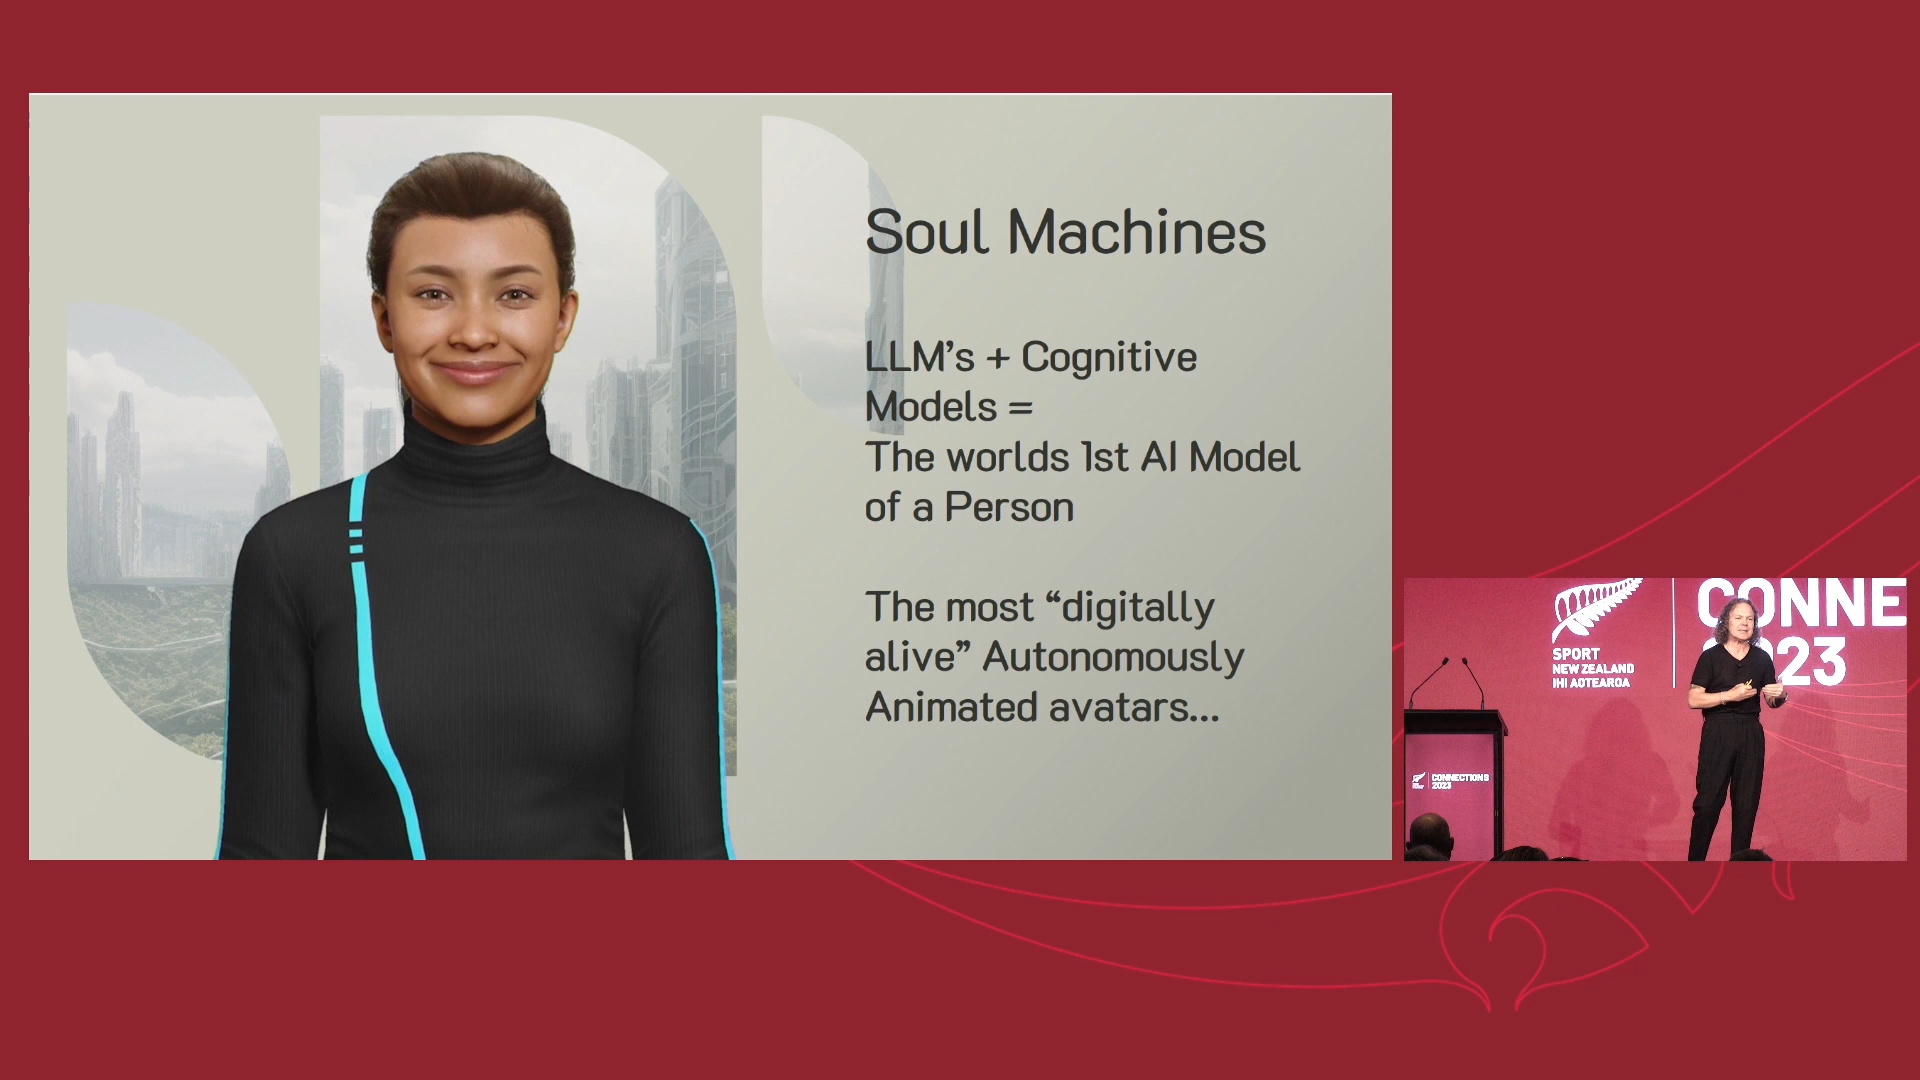 Soul Machines
LLM’s + Cognitive
Models =
The worlds 1st AI Model
of a Person
The most “digitally
alive” Autonomously
Animated avatars...
SPORT
NEW ZEALAND
IHI AOTEAROA
CONNE
23
CONNECTIONS
2023